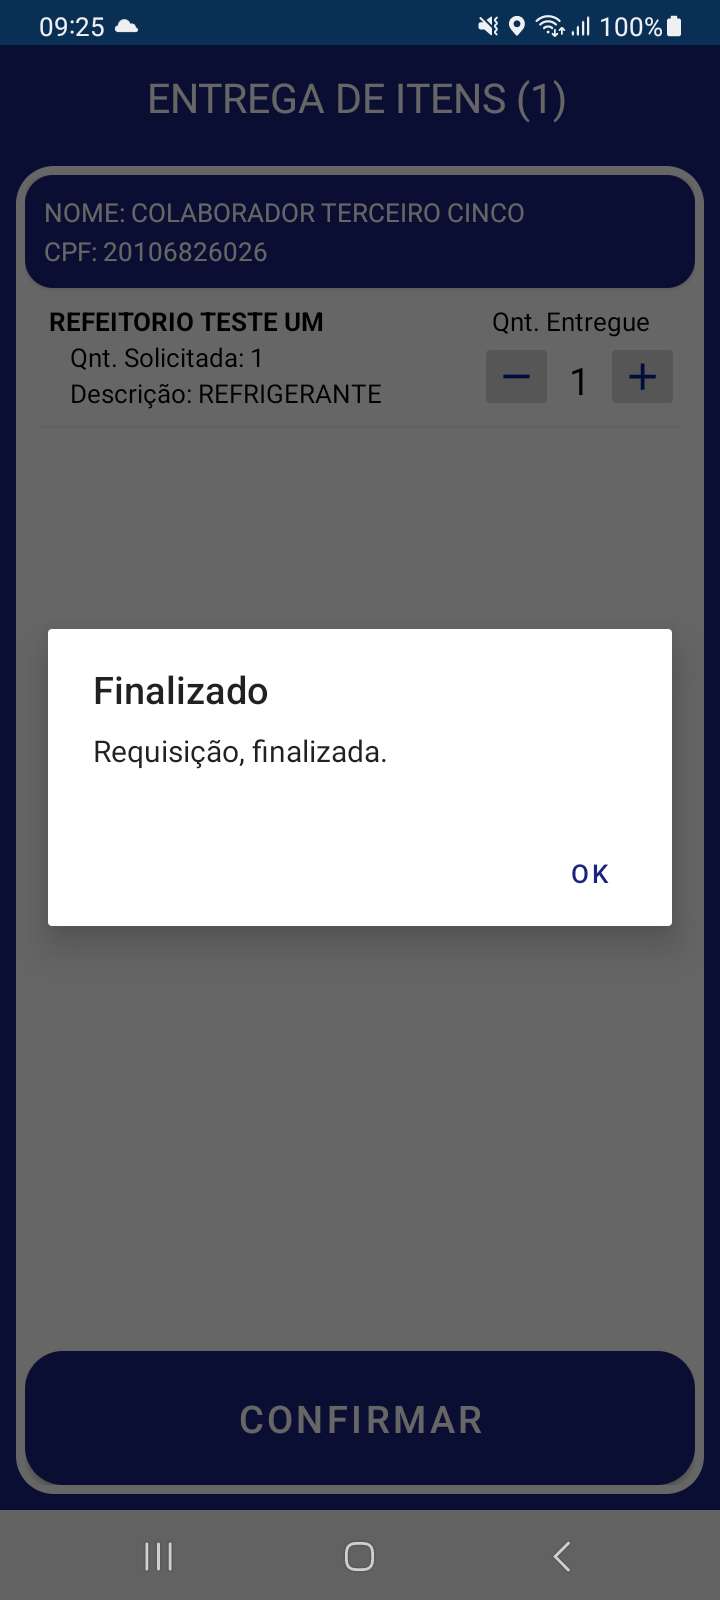 09:25
100%
ENTREGA DE ITENS (1)
NOME: COLABORADOR TERCEIRO CINCO
CPF: 20106826026
REFEITORIO TESTE UM
Qnt. Entregue
Qnt. Solicitada: 1
Descrição: REFRIGERANTE
− 1 +
Finalizado
Requisição, finalizada.
OK
CONFIRMAR